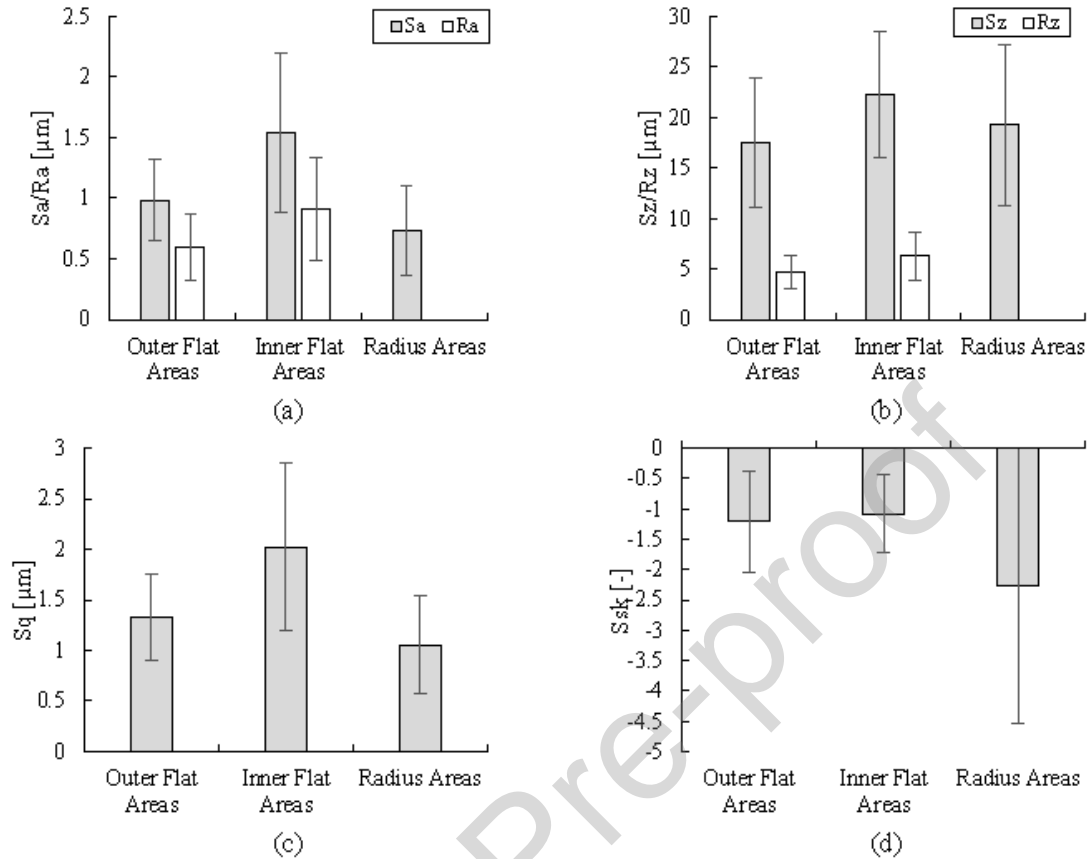 2.5
2
1.5
1
0.5
0
Sa/Ra [µm]
Sa Ra
Outer Flat Areas
Inner Flat Areas
Radius Areas
(a)
30
25
20
15
10
5
0
Sz/Rz [µm]
Sz Rz
Outer Flat Areas
Inner Flat Areas
Radius Areas
(b)
3
2.5
2
1.5
1
0.5
0
Sq [µm]
Outer Flat Areas
Inner Flat Areas
Radius Areas
(c)
0
-0.5
-1
-1.5
-2
-2.5
-3
-3.5
-4
-4.5
-5
Ssk [-]
Outer Flat Areas
Inner Flat Areas
Radius Areas
(d)
Pre-proof